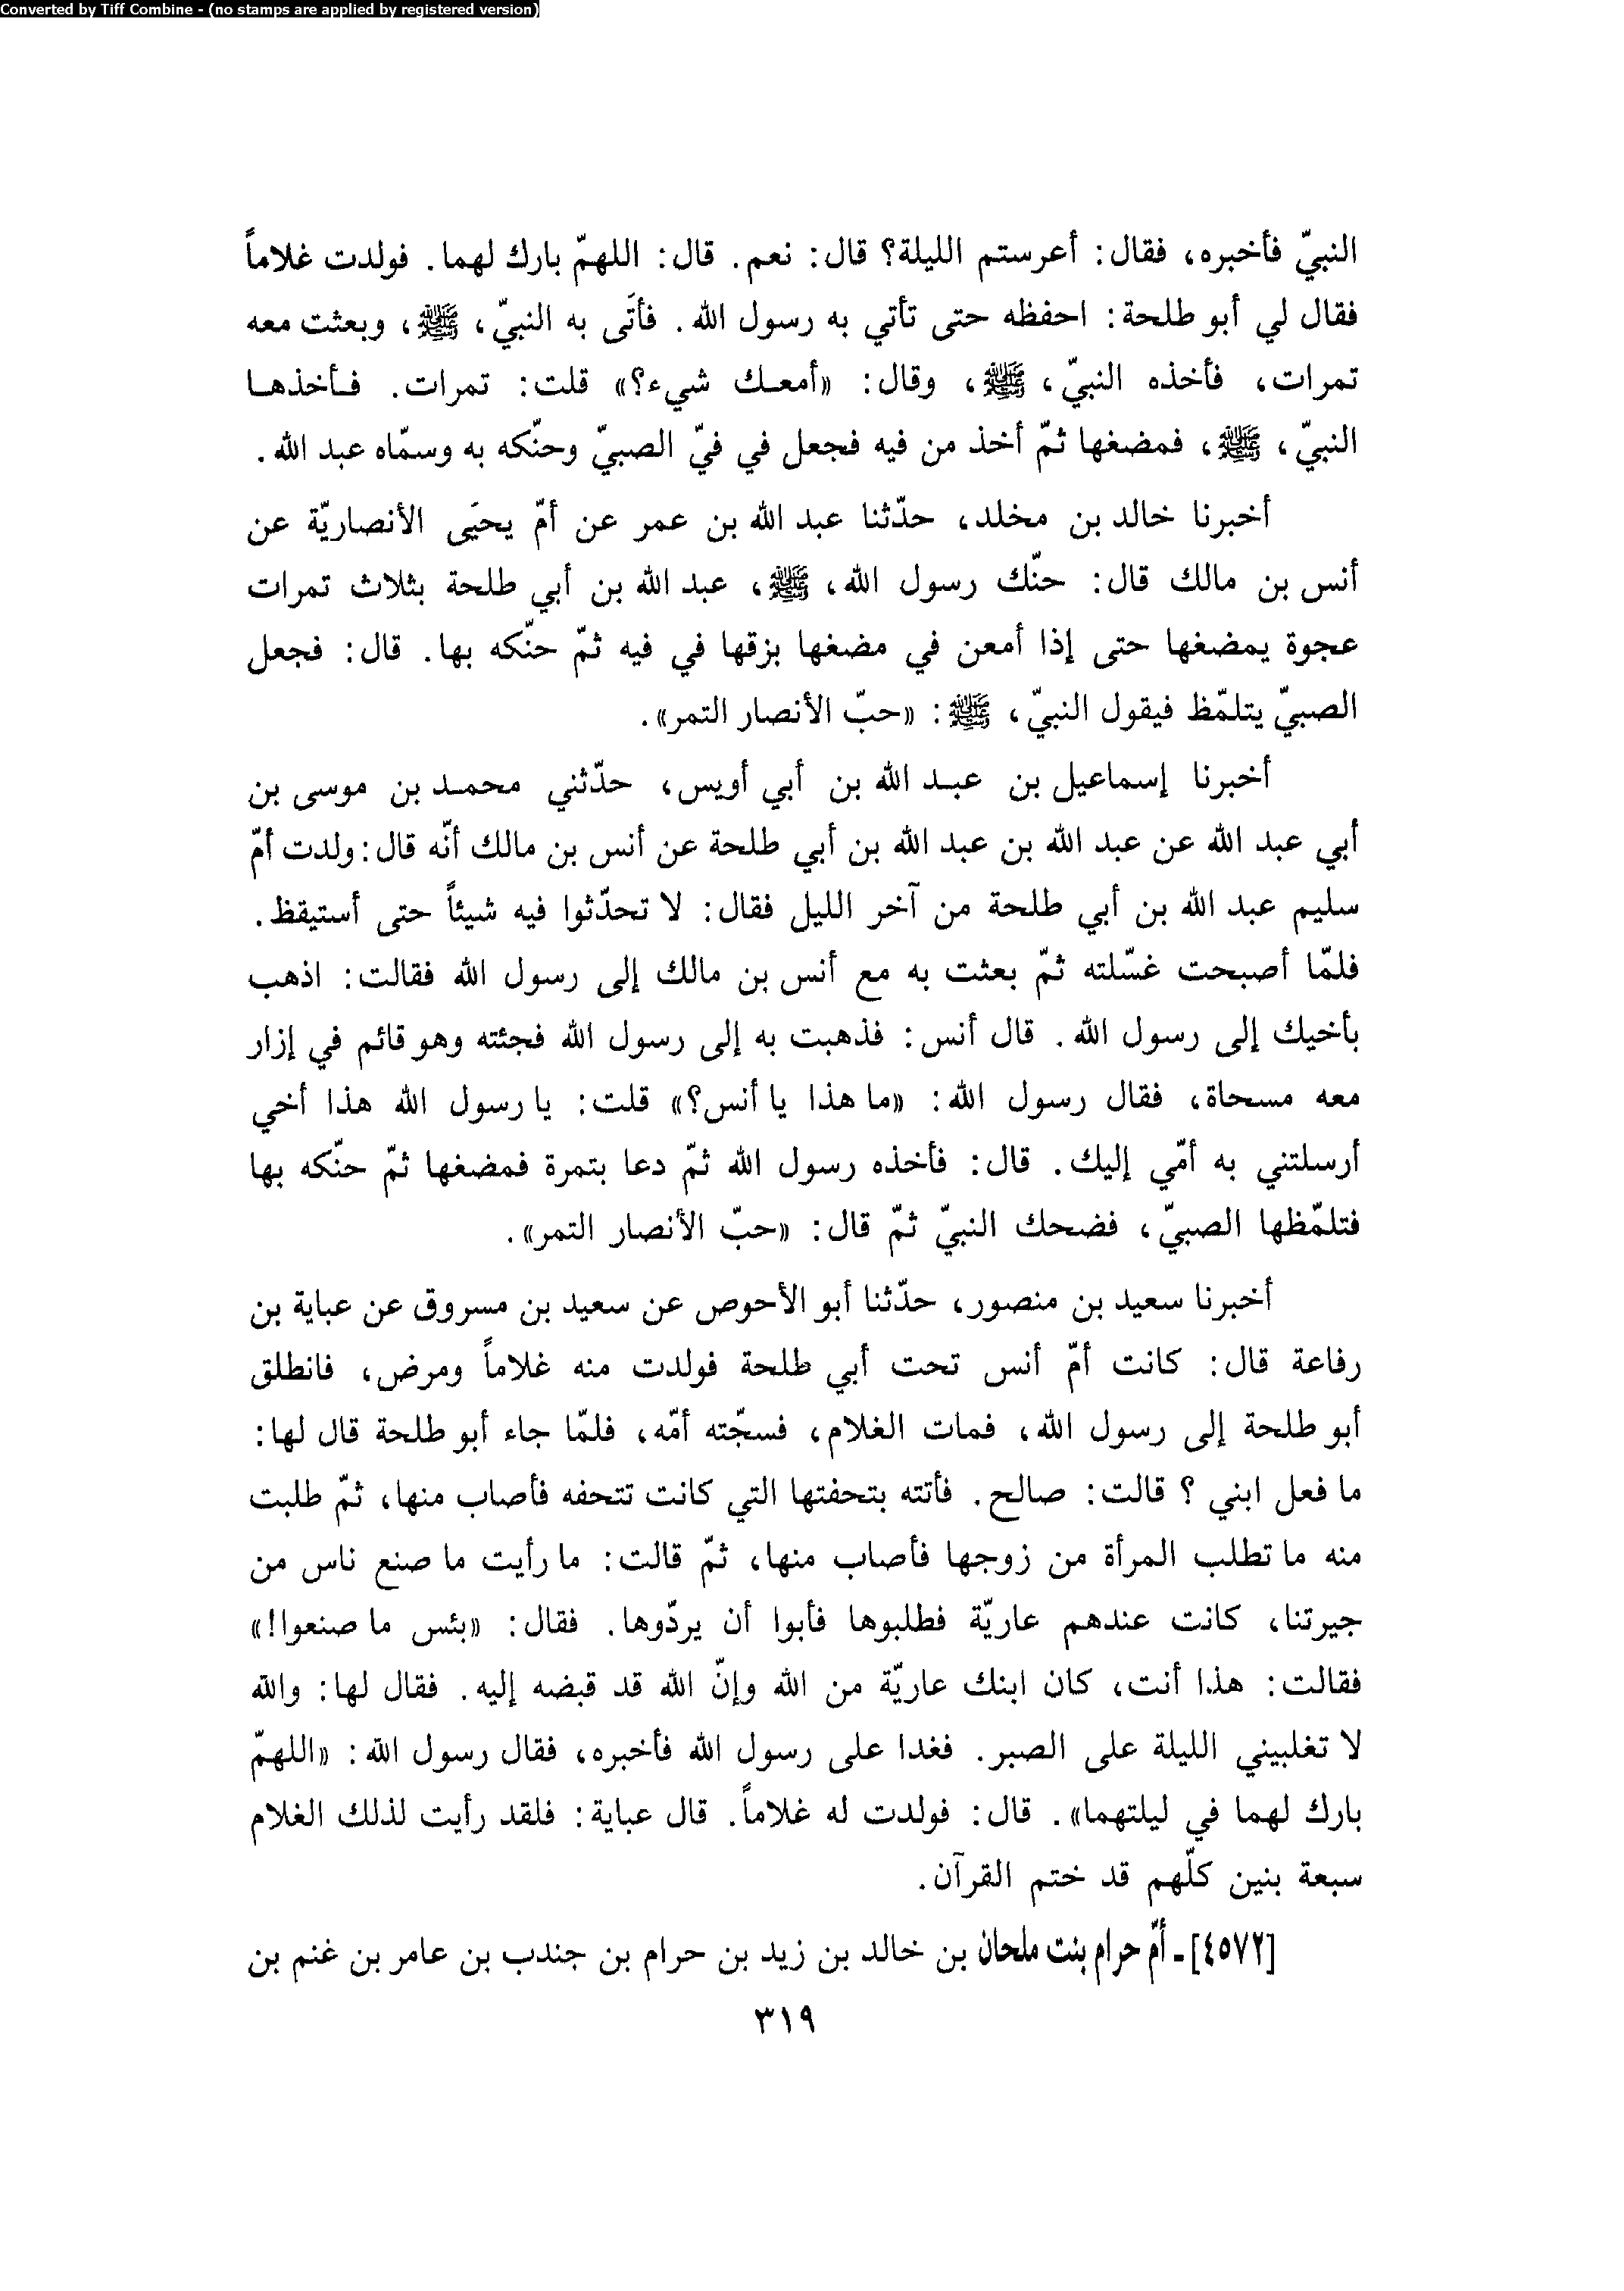 Converted by Tiff Combine - (no stamps are applied by registered version)
النبيّ فأخبره، فقال: أعرستم الليلة؟ قال: نعم. قال: اللهمّ بارك لهما. فولدت غلاماً
فقال لي أبو طلحة: احفظه حتى تأتي به رسول الله. فأتَى به النبيّ، ﷺ، وبعثت معه
تمرات، فأخذه النبيّ، ﷺ، وقال: «أمعك شيء؟» قلت: تمرات. فأخذها
النبيّ، ﷺ، فمضغها ثمّ أخذ من فيه فجعل في فيّ الصبيّ وحنّكه به وسمّاه عبد الله.
أخبرنا خالد بن مخلد، حدّثنا عبد الله بن عمر عن أمّ يحيَى الأنصاريّة عن
أنس بن مالك قال: حنّك رسول الله، ﷺ، عبد الله بن أبي طلحة بثلاث تمرات
عجوة يمضغها حتى إذا أمعن في مضغها بزقها في فيه ثمّ حنّكه بها. قال: فجعل
الصبيّ يتلمّظ فيقول النبيّ، ﷺ: «حبّ الأنصار التمر».
أخبرنا إسماعيل بن عبد الله بن أبي أويس، حدّثني محمد بن موسى بن
أبي عبد الله عن عبد الله بن عبد الله بن أبي طلحة عن أنس بن مالك أنّه قال: ولدت أمّ
سليم عبد الله بن أبي طلحة من آخر الليل فقال: لا تحدّثوا فيه شيئاً حتى أستيقظ.
فلمّا أصبحت غسّلته ثمّ بعثت به مع أنس بن مالك إلى رسول الله فقالت: اذهب
بأخيك إلى رسول الله. قال أنس: فذهبت به إلى رسول الله فجئته وهو قائم في إزار
معه مسحاة، فقال رسول الله: «ما هذا يا أنس؟» قلت: يا رسول الله هذا أخي
أرسلتني به أمّي إليك. قال: فأخذه رسول الله ثمّ دعا بتمرة فمضغها ثمّ حنّكه بها
فتلمّظها الصبيّ، فضحك النبيّ ثمّ قال: «حبّ الأنصار التمر».
أخبرنا سعيد بن منصور، حدّثنا أبو الأحوص عن سعيد بن مسروق عن عباية بن
رفاعة قال: كانت أمّ أنس تحت أبي طلحة فولدت منه غلاماً ومرض، فانطلق
أبو طلحة إلى رسول الله، فمات الغلام، فسجّته أمّه، فلمّا جاء أبو طلحة قال لها:
ما فعل ابني ؟ قالت: صالح. فأتته بتحفتها التي كانت تتحفه فأصاب منها، ثمّ طلبت
منه ما تطلب المرأة من زوجها فأصاب منها، ثمّ قالت: ما رأيت ما صنع ناس من
جيرتنا، كانت عندهم عاريّة فطلبوها فأبوا أن يردّوها. فقال: «بئس ما صنعوا!»
فقالت: هذا أنت، كان ابنك عاريّة من الله وإنّ الله قد قبضه إليه. فقال لها: والله
لا تغلبيني الليلة على الصبر. فغدا على رسول الله فأخبره، فقال رسول الله: «اللهمّ
بارك لهما في ليلتهما». قال: فولدت له غلاماً. قال عباية: فلقد رأيت لذلك الغلام
سبعة بنين كلّهم قد ختم القرآن.
[٤٥٧٢] ـ أمّ حرام بنت ملحان بن خالد بن زيد بن حرام بن جندب بن عامر بن غنم بن
٣١٩